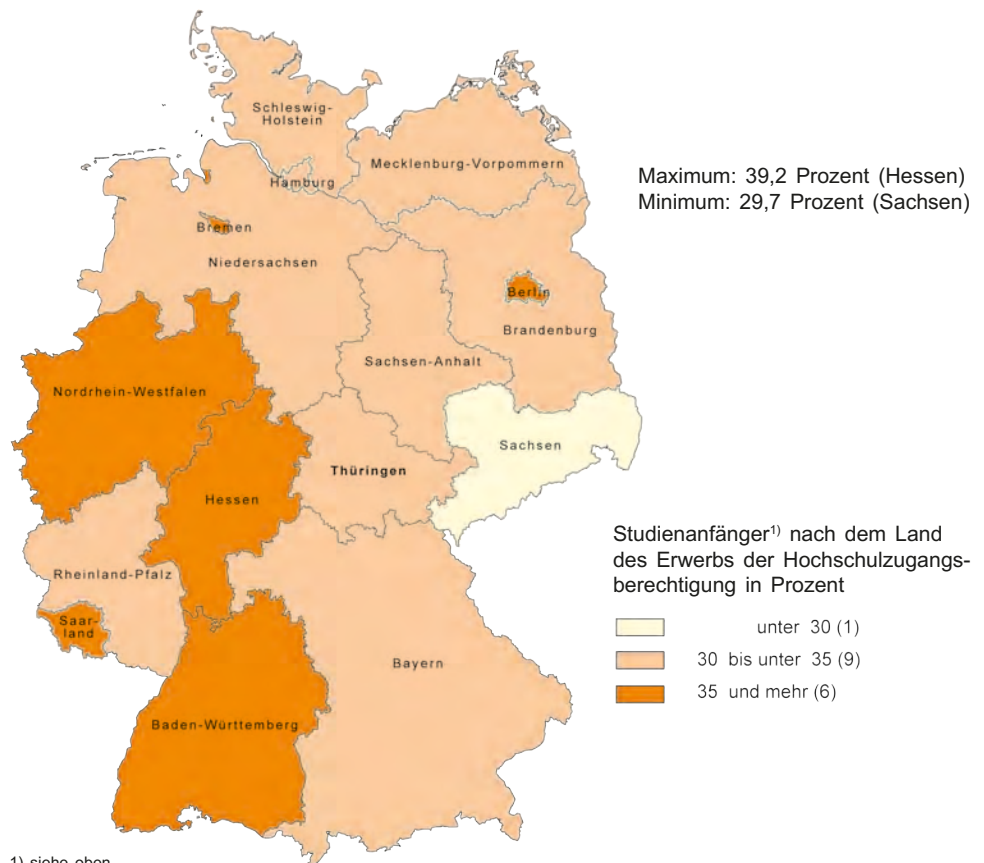 Schleswig-
Holstein
Mecklenburg-Vorpommern
Hamburg
Bremen
Niedersachsen
Berlin
Brandenburg
Sachsen-Anhalt
Nordrhein-Westfalen
Sachsen
Thüringen
Hessen
Rheinland-Pfalz
Saar-
land
Bayern
Baden-Württemberg
Maximum: 39,2 Prozent (Hessen)
Minimum: 29,7 Prozent (Sachsen)
Studienanfänger1) nach dem Land
des Erwerbs der Hochschulzugangs-
berechtigung in Prozent
unter 30 (1)
30 bis unter 35 (9)
35 und mehr (6)
1) siehe oben